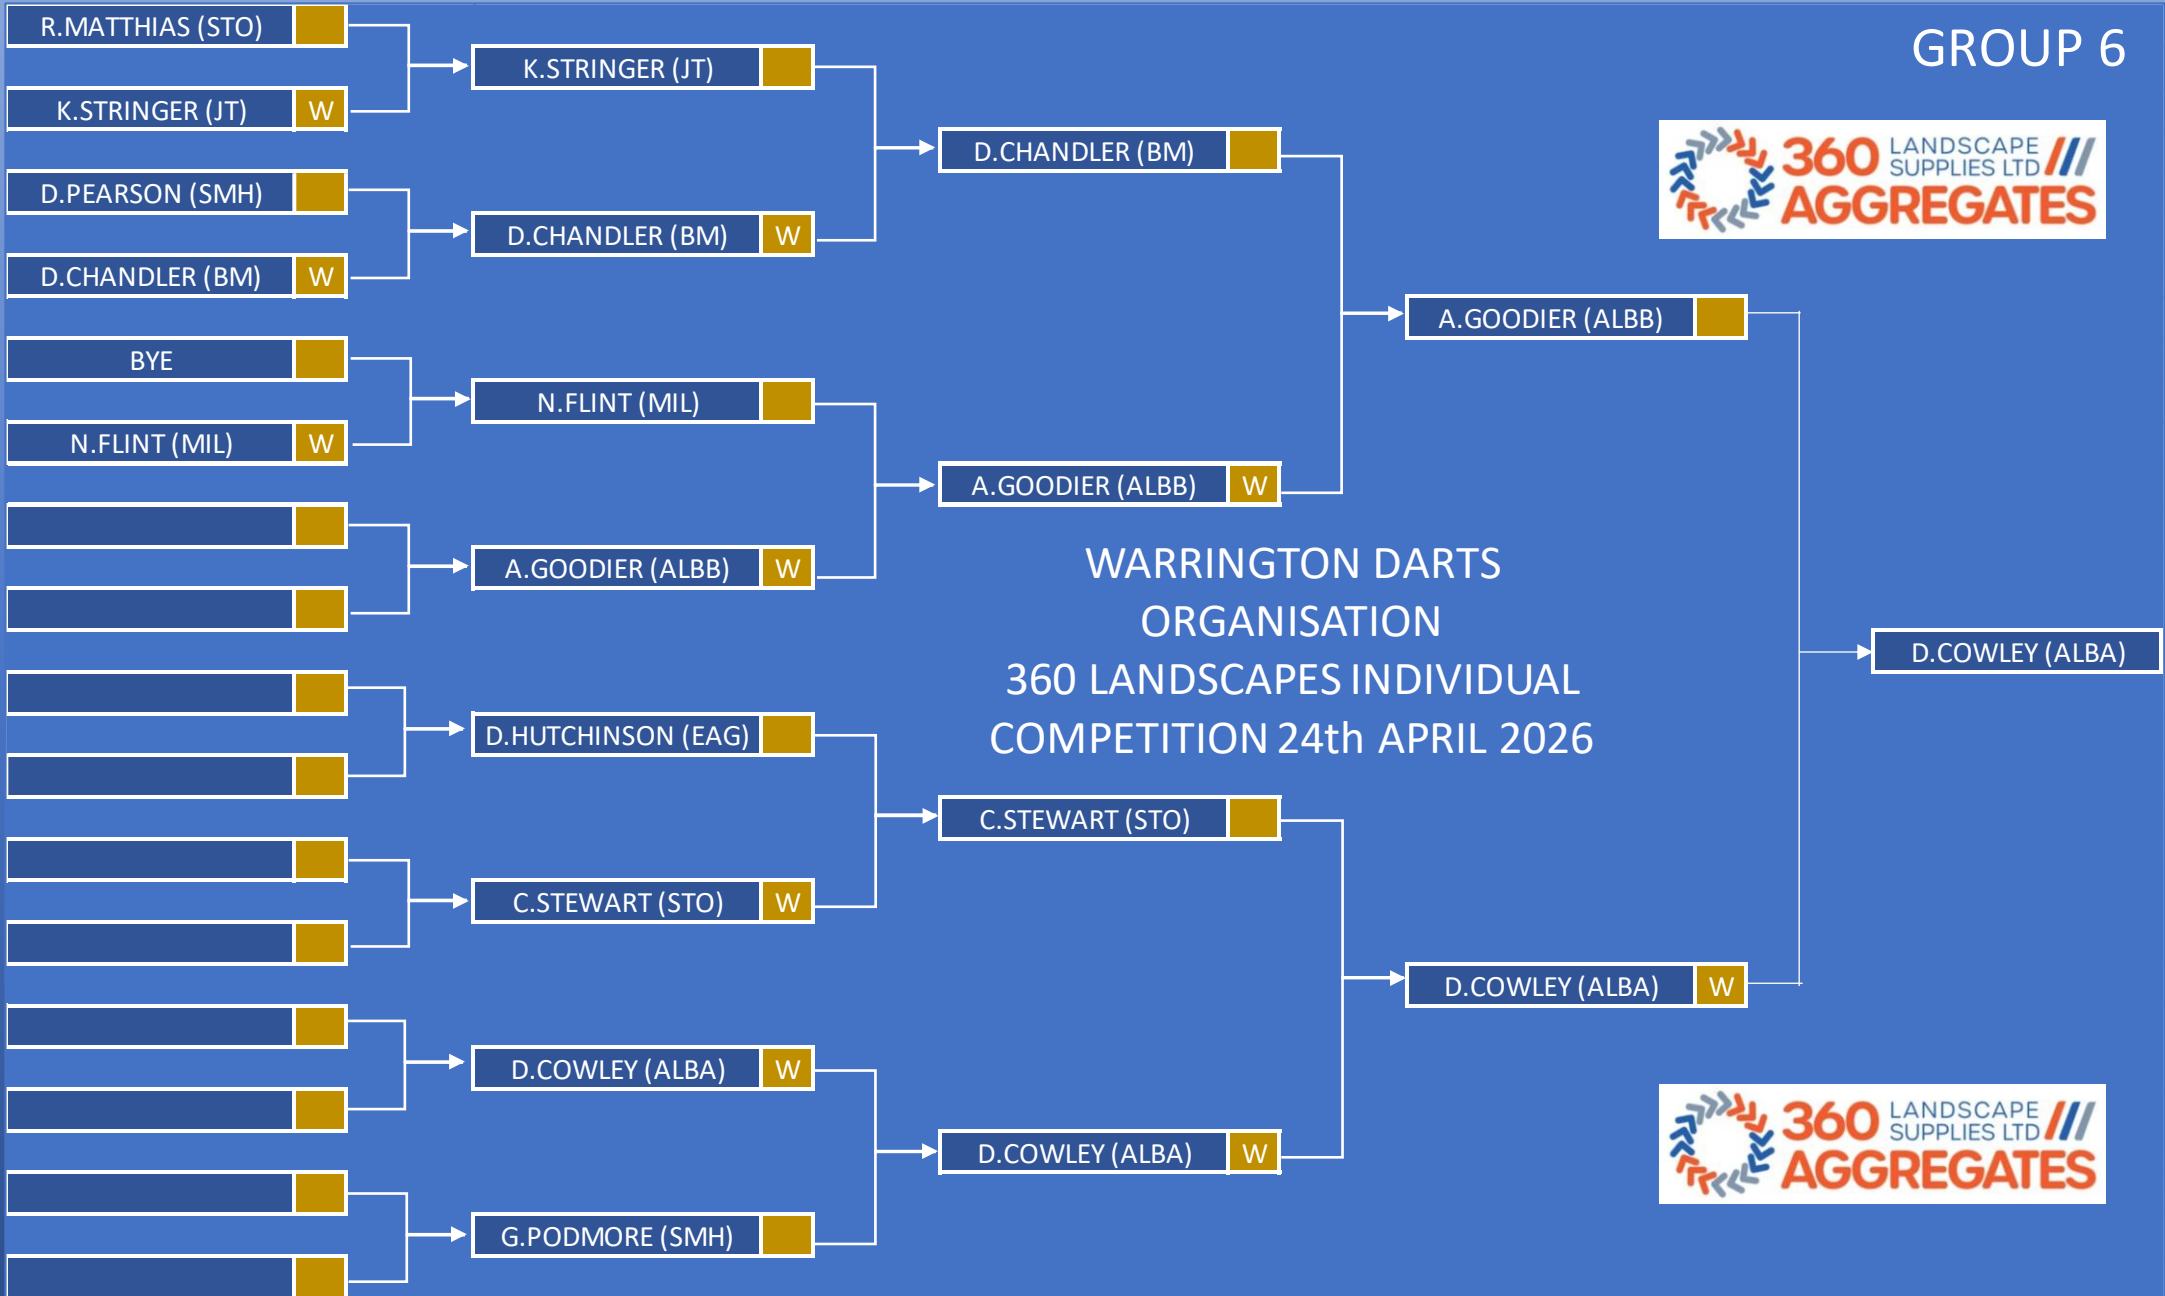 GROUP 6
R.MATTHIAS (STO)
K.STRINGER (JT) W
D.PEARSON (SMH)
D.CHANDLER (BM) W
BYE
N.FLINT (MIL) W
K.STRINGER (JT)
D.CHANDLER (BM) W
N.FLINT (MIL)
A.GOODIER (ALBB) W
D.HUTCHINSON (EAG)
C.STEWART (STO) W
D.COWLEY (ALBA) W
G.PODMORE (SMH)
D.CHANDLER (BM)
A.GOODIER (ALBB) W
C.STEWART (STO)
D.COWLEY (ALBA) W
A.GOODIER (ALBB)
D.COWLEY (ALBA) W
D.COWLEY (ALBA)
WARRINGTON DARTS
ORGANISATION
360 LANDSCAPES INDIVIDUAL
COMPETITION 24th APRIL 2026
360 LANDSCAPE
SUPPLIES LTD
AGGREGATES
360 LANDSCAPE
SUPPLIES LTD
AGGREGATES